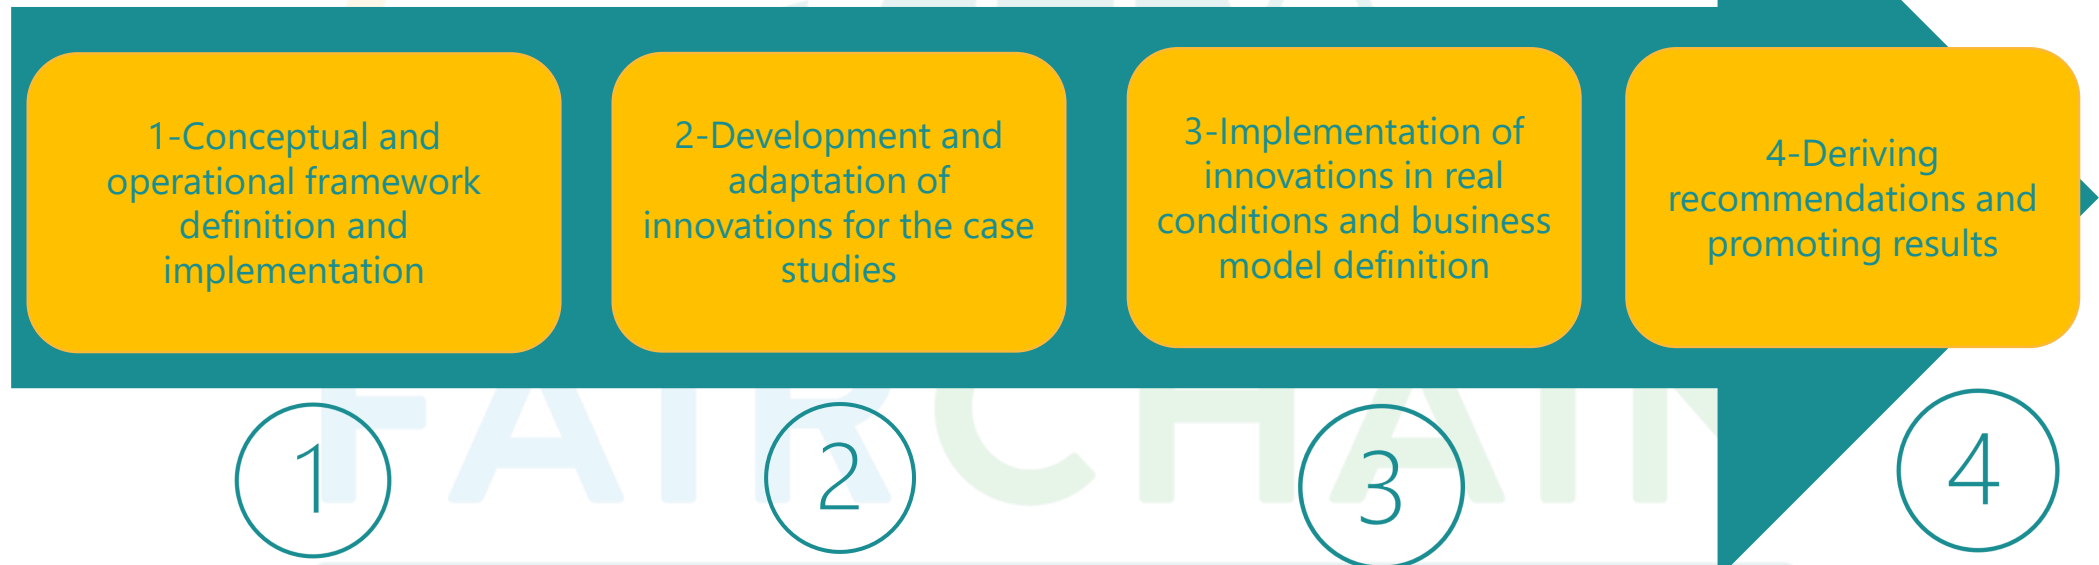 1-Conceptual and
operational framework
definition and
implementation
2-Development and
adaptation of
innovations for the case
studies
3-Implementation of
innovations in real
conditions and business
model definition
4-Deriving
recommendations and
promoting results
FAIRCHAIN
1
2
3
4